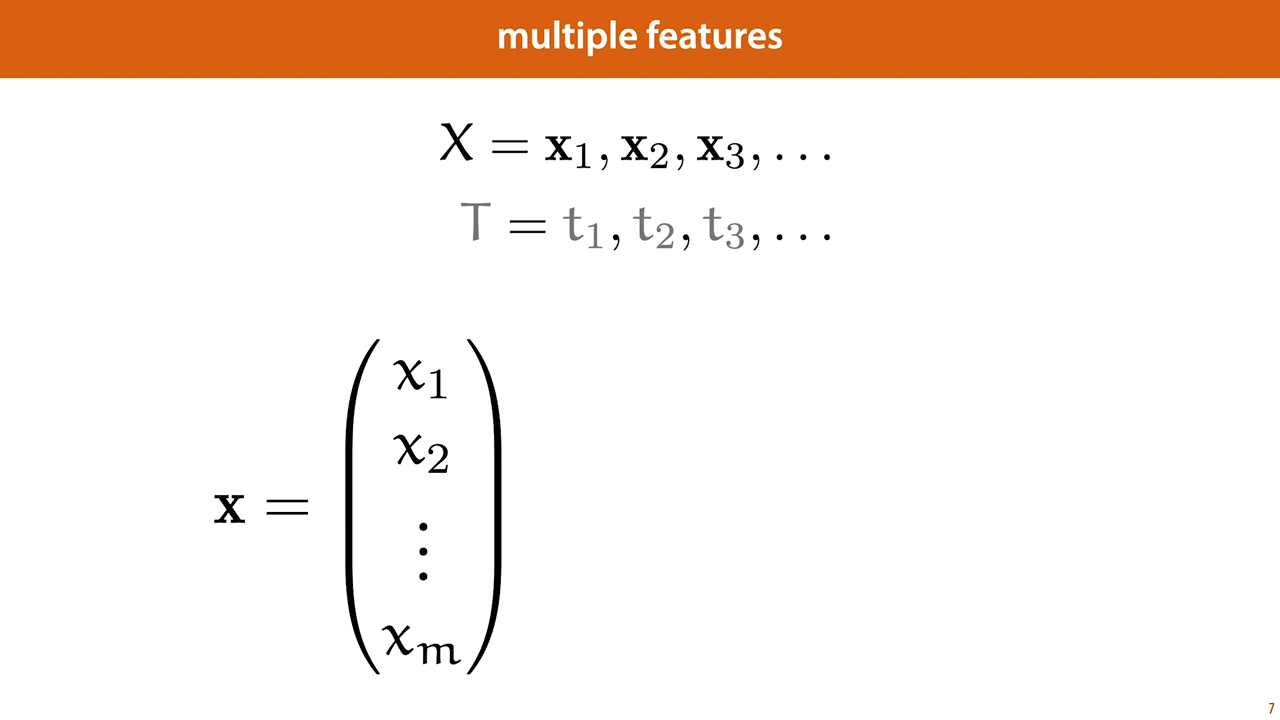 multiple features
X = x₁, x₂, x₃, . . .
T = t₁, t₂, t₃, . . .
x₁
x₂
x = ⋮
xₘ
7